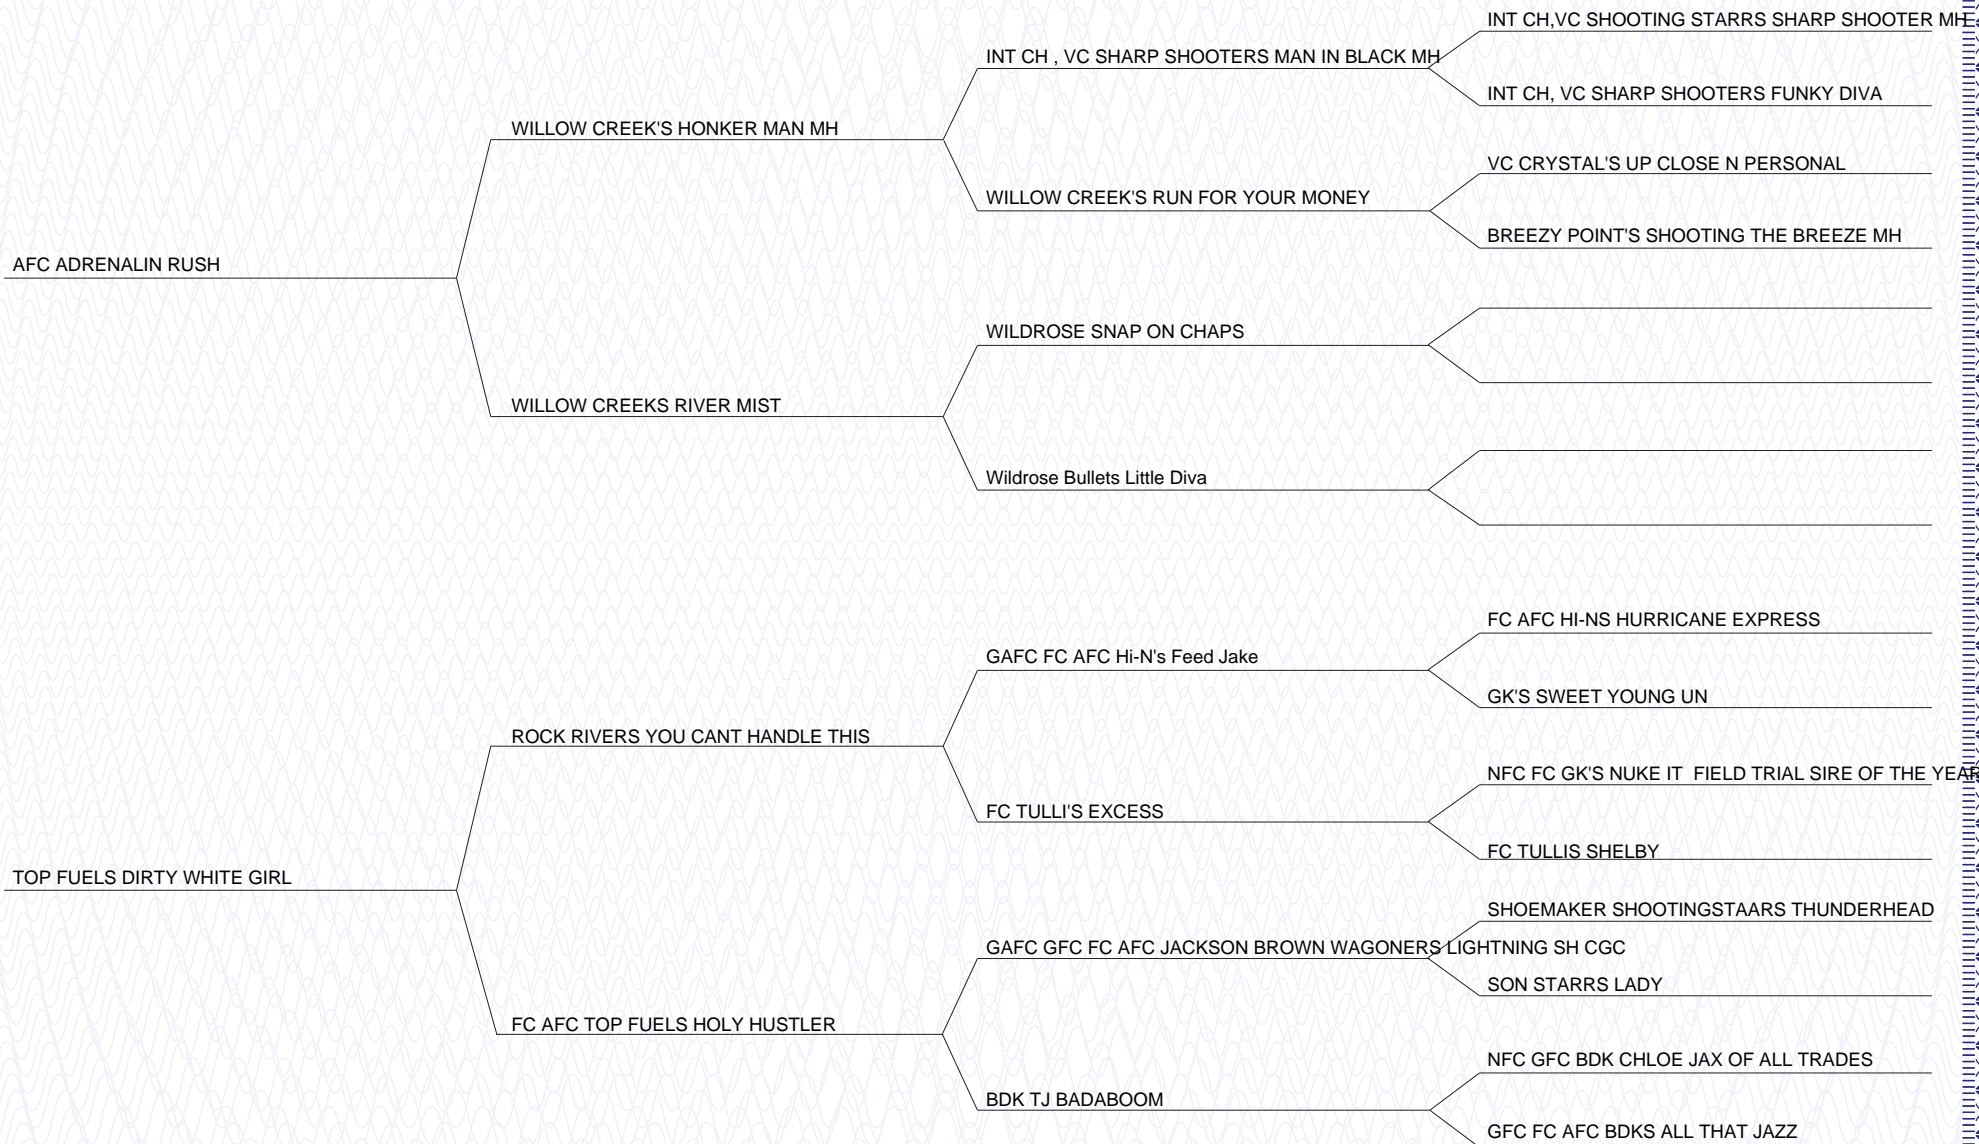 INT CH,VC SHOOTING STARRS SHARP SHOOTER MH
INT CH , VC SHARP SHOOTERS MAN IN BLACK MH
INT CH, VC SHARP SHOOTERS FUNKY DIVA
WILLOW CREEK'S HONKER MAN MH
VC CRYSTAL'S UP CLOSE N PERSONAL
WILLOW CREEK'S RUN FOR YOUR MONEY
BREEZY POINT'S SHOOTING THE BREEZE MH
AFC ADRENALIN RUSH
WILDROSE SNAP ON CHAPS
WILLOW CREEKS RIVER MIST
Wildrose Bullets Little Diva
FC AFC HI-NS HURRICANE EXPRESS
GAFC FC AFC Hi-N's Feed Jake
GK'S SWEET YOUNG UN
ROCK RIVERS YOU CANT HANDLE THIS
NFC FC GK'S NUKE IT  FIELD TRIAL SIRE OF THE YEAR
FC TULLI'S EXCESS
FC TULLIS SHELBY
TOP FUELS DIRTY WHITE GIRL
SHOEMAKER SHOOTINGSTAARS THUNDERHEAD
GAFC GFC FC AFC JACKSON BROWN WAGONERS LIGHTNING SH CGC
SON STARRS LADY
FC AFC TOP FUELS HOLY HUSTLER
NFC GFC BDK CHLOE JAX OF ALL TRADES
BDK TJ BADABOOM
GFC FC AFC BDKS ALL THAT JAZZ